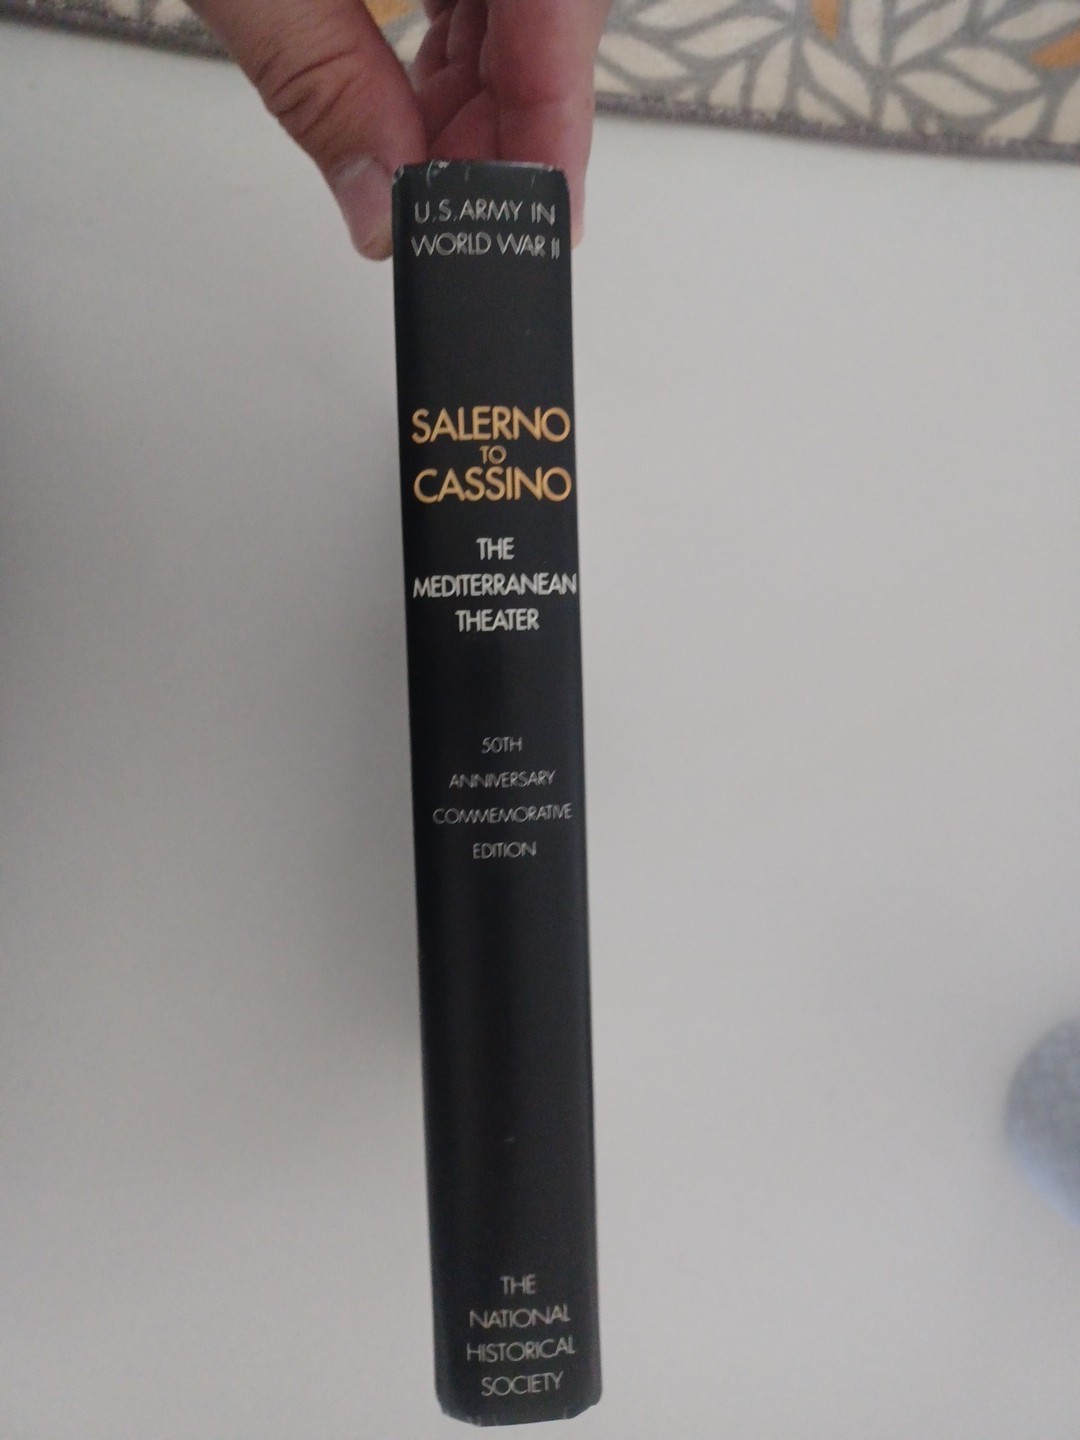 U.S. ARMY IN
WORLD WAR II
SALERNO
TO
CASSINO
THE
MEDITERRANEAN
THEATER
50TH
ANNIVERSARY
COMMEMORATIVE
EDITION
THE
NATIONAL
HISTORICAL
SOCIETY